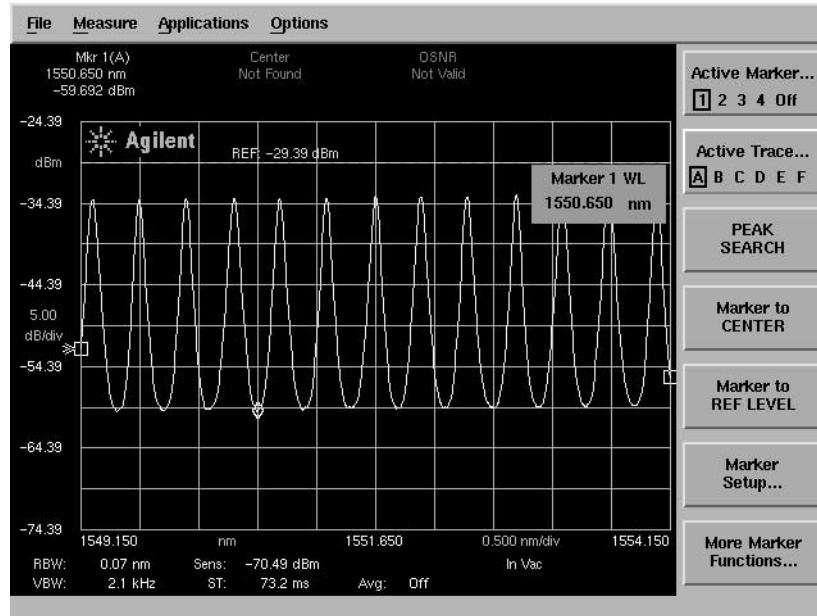 File Measure Applications Options
Mkr 1(A) Center OSNR
1550.650 nm Not Found Not Valid
-59.692 dBm
Active Marker...
1 2 3 4 Off
-24.39
Agilent
REF: -29.39 dBm
dBm
Active Trace...
A B C D E F
Marker 1 WL
1550.650 nm
-34.39
PEAK
SEARCH
-44.39
5.00
dB/div
Marker to
CENTER
-54.39
Marker to
REF LEVEL
-64.39
Marker
Setup...
-74.39
1549.150 nm 1551.650 0.500 nm/div 1554.150
More Marker
Functions...
RBW: 0.07 nm Sens: -70.49 dBm In Vac
VBW: 2.1 kHz ST: 73.2 ms Avg: Off